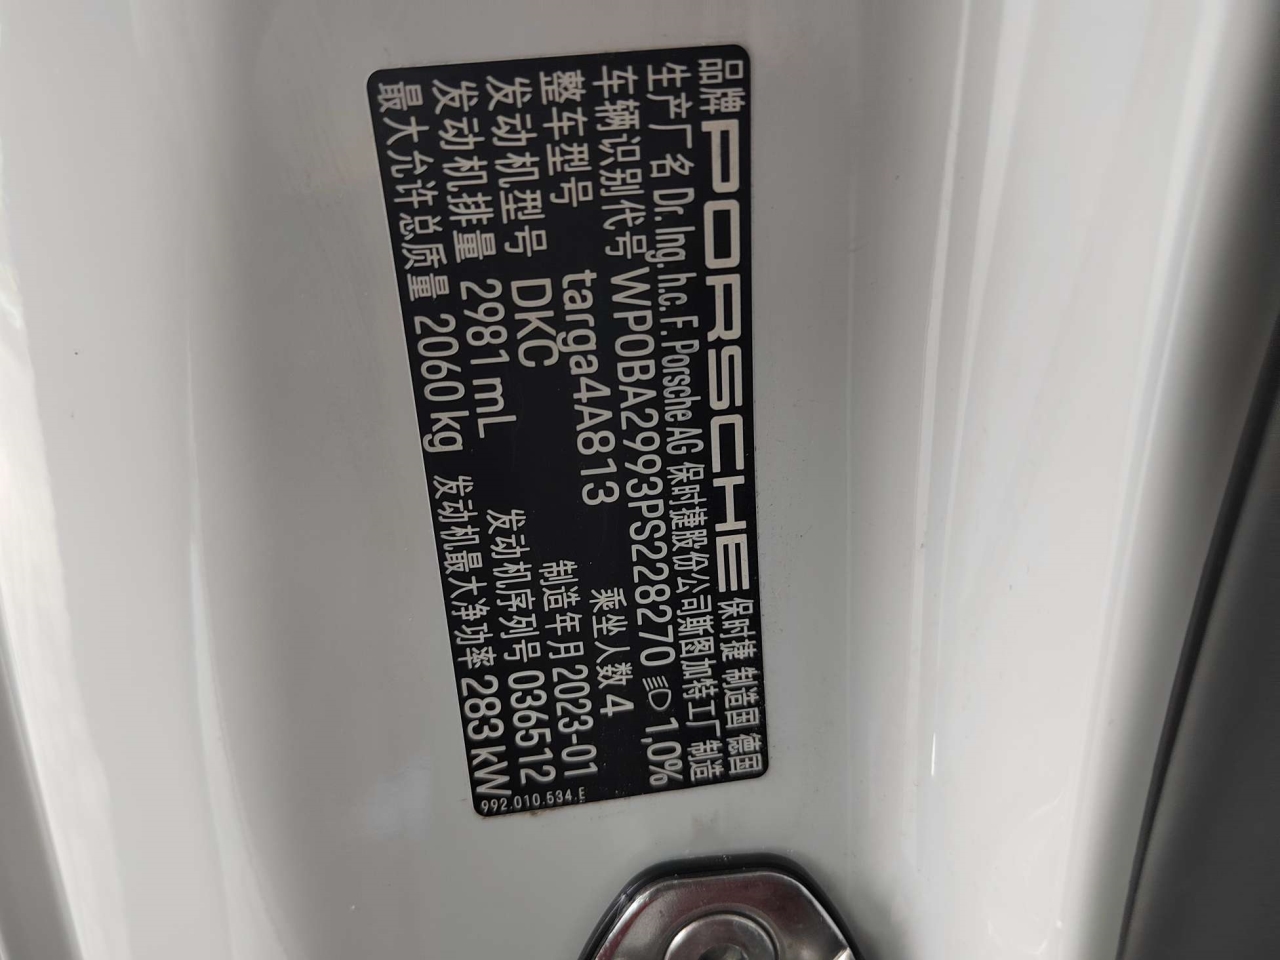 品牌 PORSCHE 保时捷 制造国 德国
生产厂名 Dr. Ing. h.c. F. Porsche AG 保时捷股份公司斯图加特工厂 制造
车辆识别代号 WP0BA2993PS228270 1,0%
整车型号 targa4A813 乘坐人数 4
发动机型号 DKC 制造年月 2023-01
发动机排量 2981 mL 发动机序列号 036512
最大允许总质量 2060 kg 发动机最大净功率 283 kW
992.010.534.E